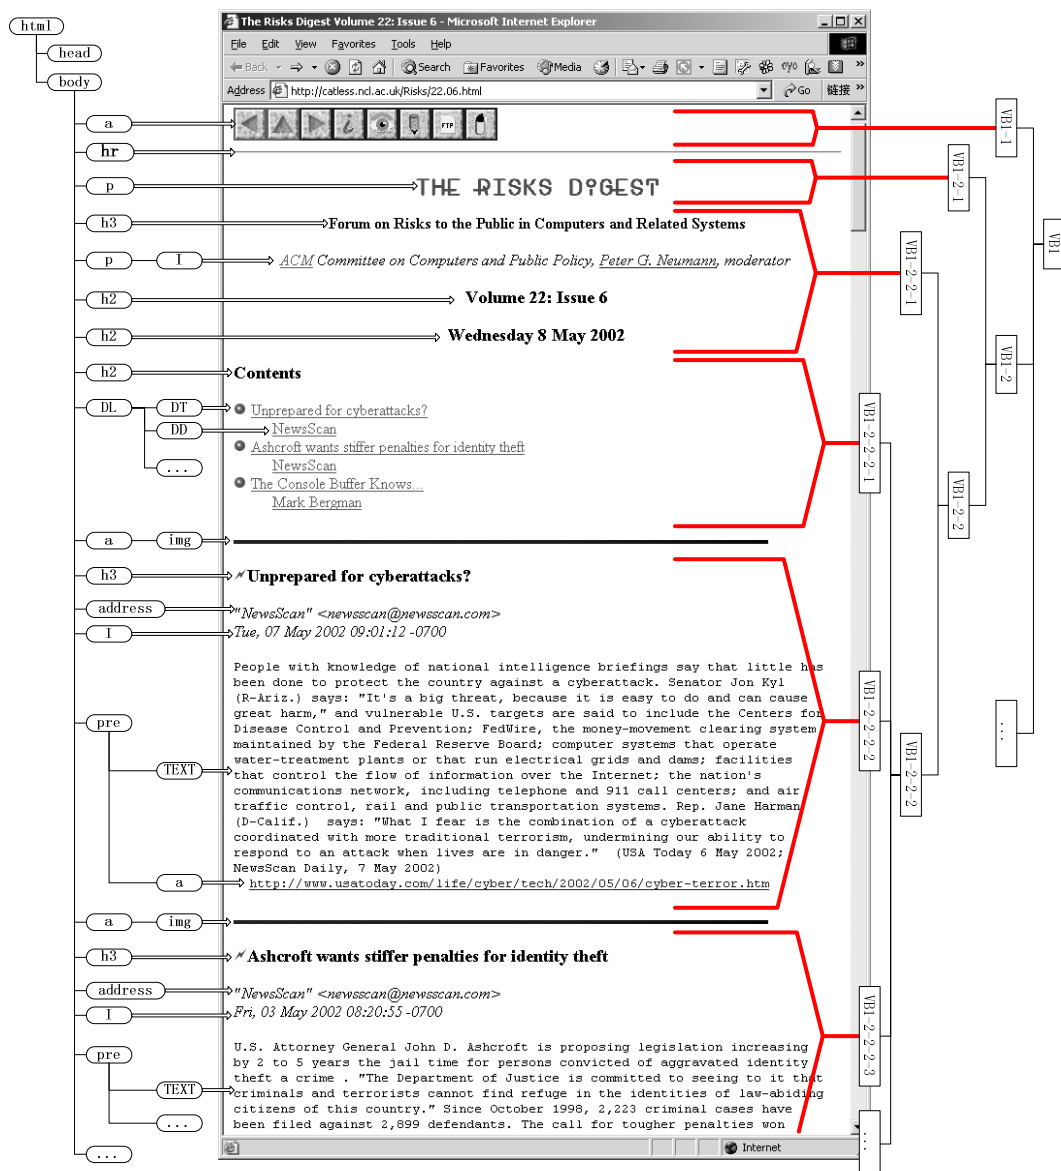 html
head
body
a
hr
p
h3
p I
h2
h2
h2
DL DT
DD
...
a img
h3
address
I
pre
TEXT
a
a img
h3
address
I
pre
TEXT
...
...
The Risks Digest Volume 22: Issue 6 - Microsoft Internet Explorer
File Edit View Favorites Tools Help
Back Search Favorites Media
Address http://catless.ncl.ac.uk/Risks/22.06.html Go 链接 »
FTP
THE RISKS DIGEST
Forum on Risks to the Public in Computers and Related Systems
ACM Committee on Computers and Public Policy, Peter G. Neumann, moderator
Volume 22: Issue 6
Wednesday 8 May 2002
Contents
Unprepared for cyberattacks?
NewsScan
Ashcroft wants stiffer penalties for identity theft
NewsScan
The Console Buffer Knows...
Mark Bergman
Unprepared for cyberattacks?
"NewsScan" <newsscan@newsscan.com>
Tue, 07 May 2002 09:01:12 -0700
People with knowledge of national intelligence briefings say that little has
been done to protect the country against a cyberattack. Senator Jon Kyl
(R-Ariz.) says: "It's a big threat, because it is easy to do and can cause
great harm," and vulnerable U.S. targets are said to include the Centers for
Disease Control and Prevention; FedWire, the money-movement clearing system
maintained by the Federal Reserve Board; computer systems that operate
water-treatment plants or that run electrical grids and dams; facilities
that control the flow of information over the Internet; the nation's
communications network, including telephone and 911 call centers; and air
traffic control, rail and public transportation systems. Rep. Jane Harman
(D-Calif.) says: "What I fear is the combination of a cyberattack
coordinated with more traditional terrorism, undermining our ability to
respond to an attack when lives are in danger." (USA Today 6 May 2002;
NewsScan Daily, 7 May 2002)
http://www.usatoday.com/life/cyber/tech/2002/05/06/cyber-terror.htm
Ashcroft wants stiffer penalties for identity theft
"NewsScan" <newsscan@newsscan.com>
Fri, 03 May 2002 08:20:55 -0700
U.S. Attorney General John D. Ashcroft is proposing legislation increasing
by 2 to 5 years the jail time for persons convicted of aggravated identity
theft a crime . "The Department of Justice is committed to seeing to it that
criminals and terrorists cannot find refuge in the identities of law-abiding
citizens of this country." Since October 1998, 2,223 criminal cases have
been filed against 2,899 defendants. The call for tougher penalties won
Internet
VB1-1
VB1-2-1
VB1
VB1-2-2-1
VB1-2
VB1-2-2-2-1
VB1-2-2
VB1-2-2-2-2
...
VB1-2-2-2
VB1-2-2-2-3
...